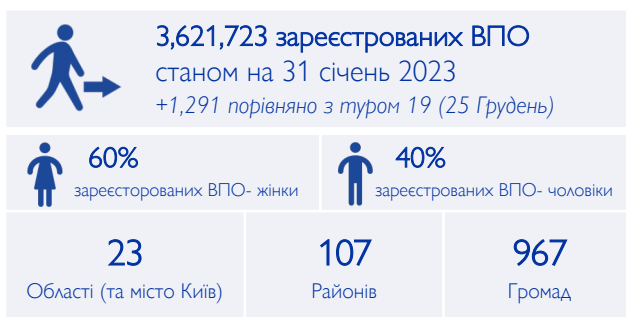 3,621,723 зареєстрованих ВПО
станом на 31 січень 2023
+1,291 порівняно з туром 19 (25 Грудень)
60%
зареєсторованих ВПО- жінки
40%
зареєстрованих ВПО- чоловіки
23
Області (та місто Київ)
107
Районів
967
Громад